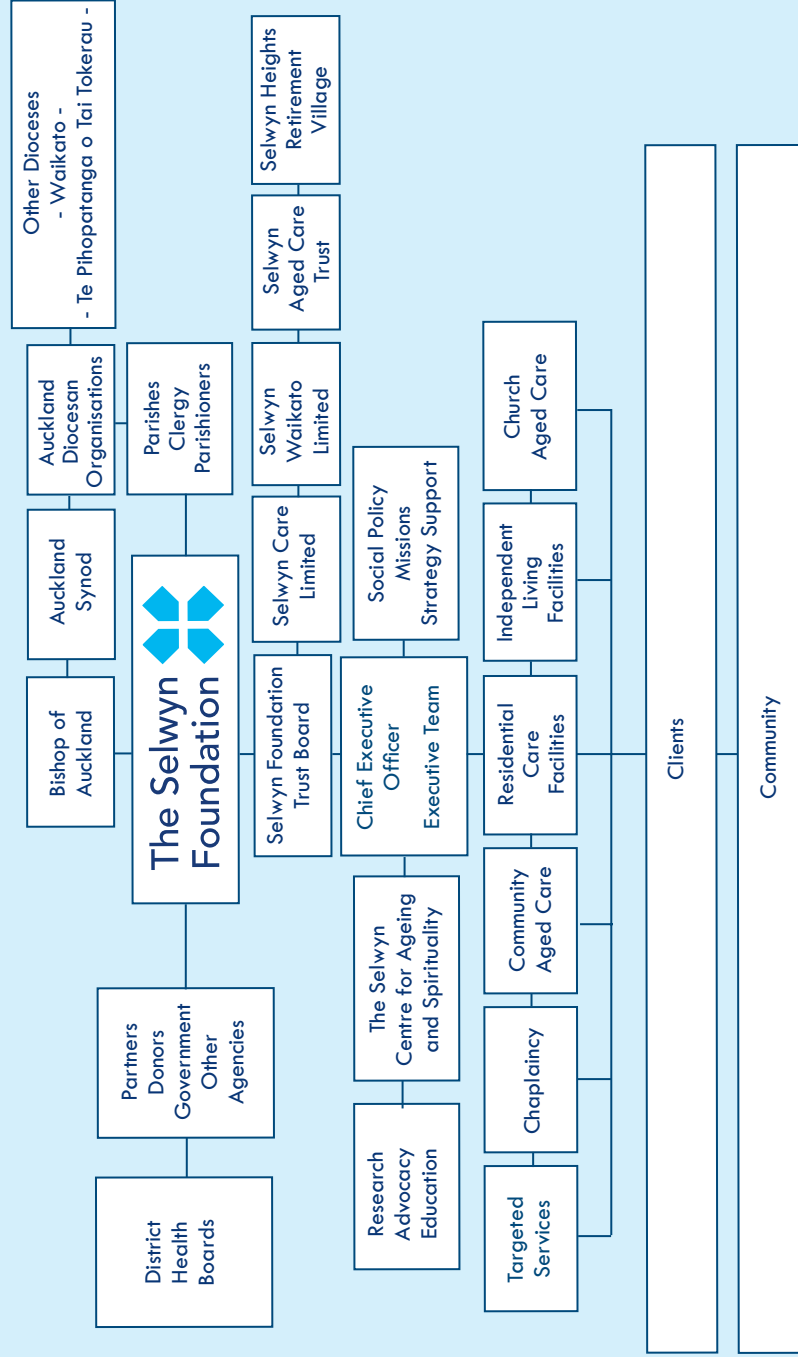 Other Dioceses
- Waikato -
- Te Pihopatanga o Tai Tokerau -
Bishop of
Auckland
Auckland
Synod
Auckland
Diocesan
Organisations
District
Health
Boards
Partners
Donors
Government
Other
Agencies
The Selwyn
Foundation
Parishes
Clergy
Parishioners
Selwyn Foundation
Trust Board
Selwyn Care
Limited
Selwyn
Waikato
Limited
Selwyn
Aged Care
Trust
Selwyn Heights
Retirement
Village
Research
Advocacy
Education
The Selwyn
Centre for Ageing
and Spirituality
Chief Executive
Officer
Executive Team
Social Policy
Missions
Strategy Support
Targeted
Services
Chaplaincy
Community
Aged Care
Residential
Care
Facilities
Independent
Living
Facilities
Church
Aged Care
Clients
Community